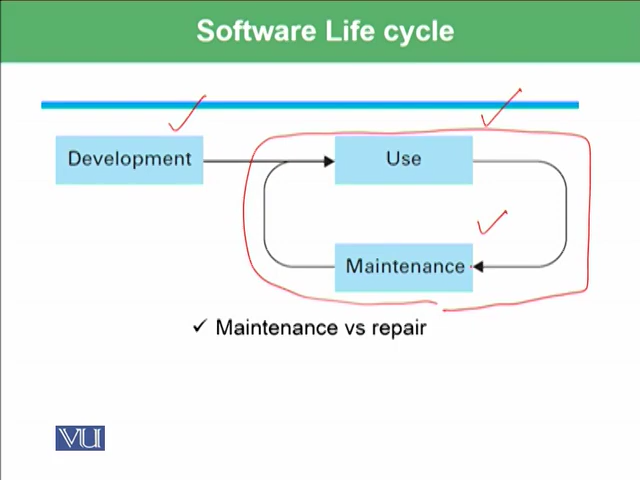 Software Life cycle
Development
Use
Maintenance
✓ Maintenance vs repair
VU